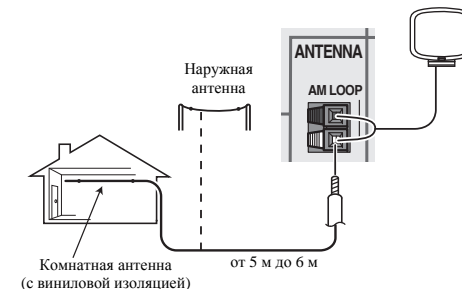 ANTENNA
AM LOOP
Наружная
антенна
Комнатная антенна
(с виниловой изоляцией)
от 5 м до 6 м